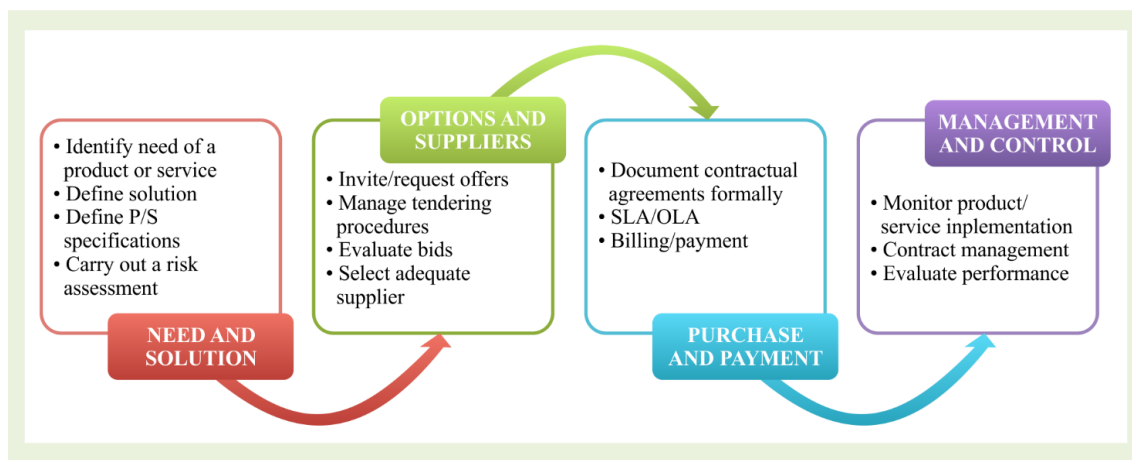 • Identify need of a
product or service
• Define solution
• Define P/S
specifications
• Carry out a risk
assessment
NEED AND
SOLUTION
OPTIONS AND
SUPPLIERS
• Invite/request offers
• Manage tendering
procedures
• Evaluate bids
• Select adequate
supplier
• Document contractual
agreements formally
• SLA/OLA
• Billing/payment
PURCHASE
AND PAYMENT
MANAGEMENT
AND CONTROL
• Monitor product/
service inplementation
• Contract management
• Evaluate performance